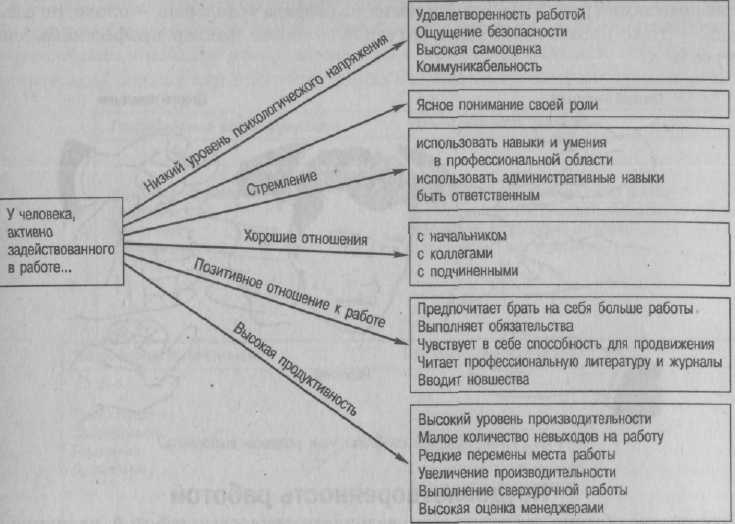 У человека,
активно
задействованного
в работе...
Низкий уровень психологического напряжения
Удовлетворенность работой
Ощущение безопасности
Высокая самооценка
Коммуникабельность
Ясное понимание своей роли
Стремление
использовать навыки и умения
в профессиональной области
использовать административные навыки
быть ответственным
Хорошие отношения
с начальником
с коллегами
с подчиненными
Позитивное отношение к работе
Предпочитает брать на себя больше работы
Выполняет обязательства
Чувствует в себе способность для продвижения
Читает профессиональную литературу и журналы
Вводит новшества
Высокая продуктивность
Высокий уровень производительности
Малое количество невыходов на работу
Редкие перемены места работы
Увеличение производительности
Выполнение сверхурочной работы
Высокая оценка менеджерами